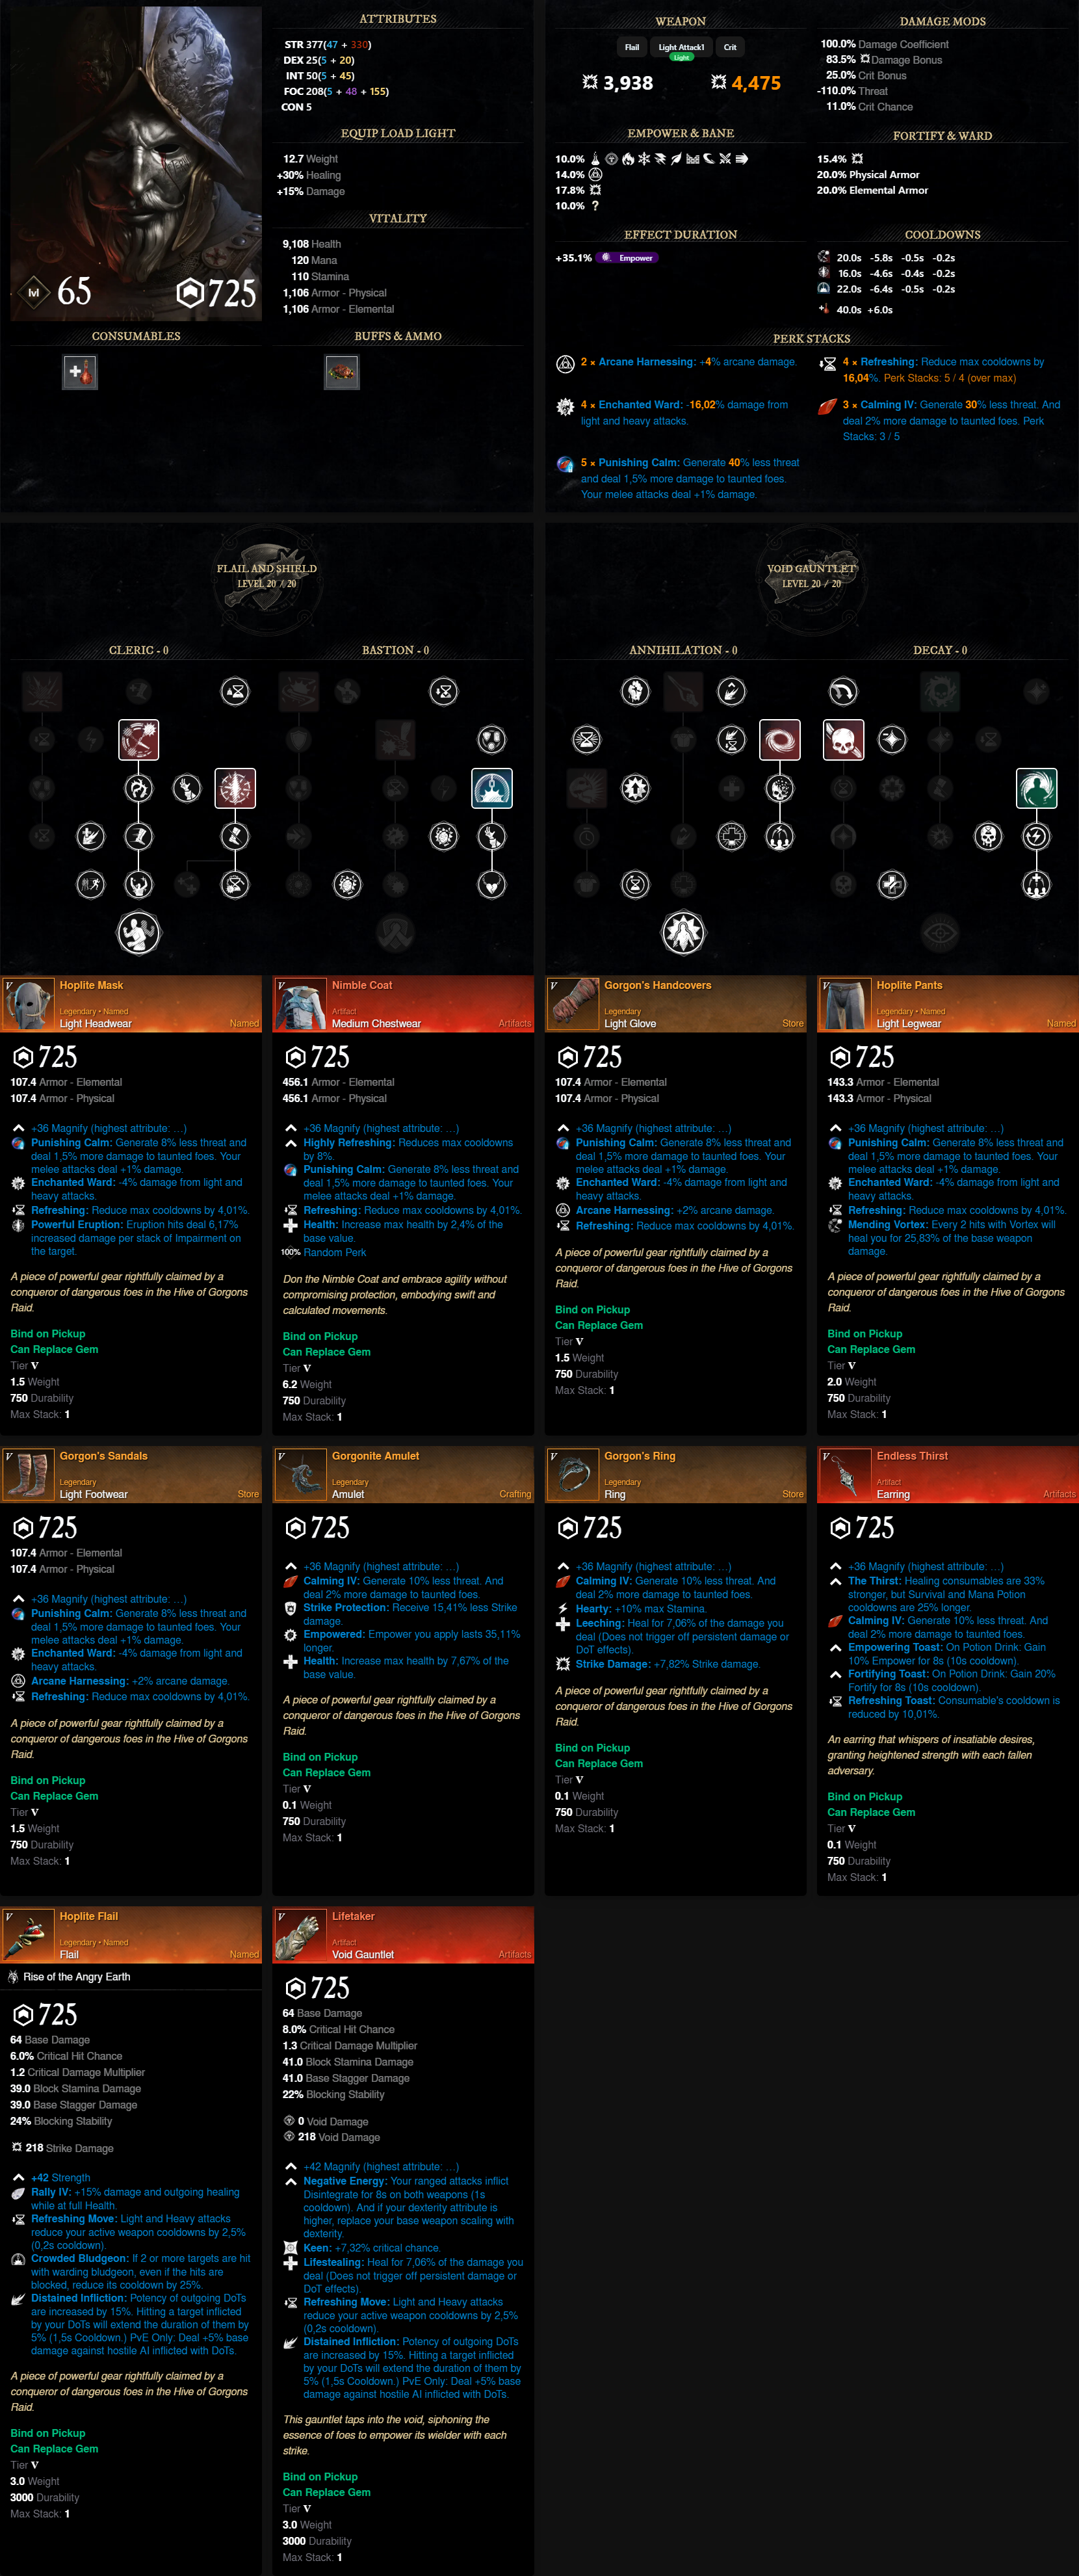 lvl 65
725
ATTRIBUTES
STR 377(47 + 330)
DEX 25(5 + 20)
INT 50(5 + 45)
FOC 208(5 + 48 + 155)
CON 5
EQUIP LOAD LIGHT
12.7 Weight
+30% Healing
+15% Damage
VITALITY
9,108 Health
120 Mana
110 Stamina
1,106 Armor - Physical
1,106 Armor - Elemental
CONSUMABLES
BUFFS & AMMO
WEAPON
Flail
Light Attack1
Light
Crit
3,938
4,475
DAMAGE MODS
100.0% Damage Coefficient
83.5% Damage Bonus
25.0% Crit Bonus
-110.0% Threat
11.0% Crit Chance
EMPOWER & BANE
10.0%
14.0%
17.8%
10.0% ?
FORTIFY & WARD
15.4%
20.0% Physical Armor
20.0% Elemental Armor
EFFECT DURATION
+35.1% Empower
COOLDOWNS
20.0s -5.8s -0.5s -0.2s
16.0s -4.6s -0.4s -0.2s
22.0s -6.4s -0.5s -0.2s
40.0s +6.0s
PERK STACKS
2 × Arcane Harnessing: +4% arcane damage.
4 × Refreshing: Reduce max cooldowns by
16,04%. Perk Stacks: 5 / 4 (over max)
4 × Enchanted Ward: -16,02% damage from
light and heavy attacks.
3 × Calming IV: Generate 30% less threat. And
deal 2% more damage to taunted foes. Perk
Stacks: 3 / 5
5 × Punishing Calm: Generate 40% less threat
and deal 1,5% more damage to taunted foes.
Your melee attacks deal +1% damage.
FLAIL AND SHIELD
LEVEL 20 / 20
CLERIC - 0
BASTION - 0
VOID GAUNTLET
LEVEL 20 / 20
ANNIHILATION - 0
DECAY - 0
V
Hoplite Mask
Legendary • Named
Light Headwear
Named
725
107.4 Armor - Elemental
107.4 Armor - Physical
+36 Magnify (highest attribute: …)
Punishing Calm: Generate 8% less threat and
deal 1,5% more damage to taunted foes. Your
melee attacks deal +1% damage.
Enchanted Ward: -4% damage from light and
heavy attacks.
Refreshing: Reduce max cooldowns by 4,01%.
Powerful Eruption: Eruption hits deal 6,17%
increased damage per stack of Impairment on
the target.
A piece of powerful gear rightfully claimed by a
conqueror of dangerous foes in the Hive of Gorgons
Raid.
Bind on Pickup
Can Replace Gem
Tier V
1.5 Weight
750 Durability
Max Stack: 1
V
Nimble Coat
Artifact
Medium Chestwear
Artifacts
725
456.1 Armor - Elemental
456.1 Armor - Physical
+36 Magnify (highest attribute: …)
Highly Refreshing: Reduces max cooldowns
by 8%.
Punishing Calm: Generate 8% less threat and
deal 1,5% more damage to taunted foes. Your
melee attacks deal +1% damage.
Refreshing: Reduce max cooldowns by 4,01%.
Health: Increase max health by 2,4% of the
base value.
100% Random Perk
Don the Nimble Coat and embrace agility without
compromising protection, embodying swift and
calculated movements.
Bind on Pickup
Can Replace Gem
Tier V
6.2 Weight
750 Durability
Max Stack: 1
V
Gorgon's Handcovers
Legendary
Light Glove
Store
725
107.4 Armor - Elemental
107.4 Armor - Physical
+36 Magnify (highest attribute: …)
Punishing Calm: Generate 8% less threat and
deal 1,5% more damage to taunted foes. Your
melee attacks deal +1% damage.
Enchanted Ward: -4% damage from light and
heavy attacks.
Arcane Harnessing: +2% arcane damage.
Refreshing: Reduce max cooldowns by 4,01%.
A piece of powerful gear rightfully claimed by a
conqueror of dangerous foes in the Hive of Gorgons
Raid.
Bind on Pickup
Can Replace Gem
Tier V
1.5 Weight
750 Durability
Max Stack: 1
V
Hoplite Pants
Legendary • Named
Light Legwear
Named
725
143.3 Armor - Elemental
143.3 Armor - Physical
+36 Magnify (highest attribute: …)
Punishing Calm: Generate 8% less threat and
deal 1,5% more damage to taunted foes. Your
melee attacks deal +1% damage.
Enchanted Ward: -4% damage from light and
heavy attacks.
Refreshing: Reduce max cooldowns by 4,01%.
Mending Vortex: Every 2 hits with Vortex will
heal you for 25,83% of the base weapon
damage.
A piece of powerful gear rightfully claimed by a
conqueror of dangerous foes in the Hive of Gorgons
Raid.
Bind on Pickup
Can Replace Gem
Tier V
2.0 Weight
750 Durability
Max Stack: 1
V
Gorgon's Sandals
Legendary
Light Footwear
Store
725
107.4 Armor - Elemental
107.4 Armor - Physical
+36 Magnify (highest attribute: …)
Punishing Calm: Generate 8% less threat and
deal 1,5% more damage to taunted foes. Your
melee attacks deal +1% damage.
Enchanted Ward: -4% damage from light and
heavy attacks.
Arcane Harnessing: +2% arcane damage.
Refreshing: Reduce max cooldowns by 4,01%.
A piece of powerful gear rightfully claimed by a
conqueror of dangerous foes in the Hive of Gorgons
Raid.
Bind on Pickup
Can Replace Gem
Tier V
1.5 Weight
750 Durability
Max Stack: 1
V
Gorgonite Amulet
Legendary
Amulet
Crafting
725
+36 Magnify (highest attribute: …)
Calming IV: Generate 10% less threat. And
deal 2% more damage to taunted foes.
Strike Protection: Receive 15,41% less Strike
damage.
Empowered: Empower you apply lasts 35,11%
longer.
Health: Increase max health by 7,67% of the
base value.
A piece of powerful gear rightfully claimed by a
conqueror of dangerous foes in the Hive of Gorgons
Raid.
Bind on Pickup
Can Replace Gem
Tier V
0.1 Weight
750 Durability
Max Stack: 1
V
Gorgon's Ring
Legendary
Ring
Store
725
+36 Magnify (highest attribute: …)
Calming IV: Generate 10% less threat. And
deal 2% more damage to taunted foes.
Hearty: +10% max Stamina.
Leeching: Heal for 7,06% of the damage you
deal (Does not trigger off persistent damage or
DoT effects).
Strike Damage: +7,82% Strike damage.
A piece of powerful gear rightfully claimed by a
conqueror of dangerous foes in the Hive of Gorgons
Raid.
Bind on Pickup
Can Replace Gem
Tier V
0.1 Weight
750 Durability
Max Stack: 1
V
Endless Thirst
Artifact
Earring
Artifacts
725
+36 Magnify (highest attribute: …)
The Thirst: Healing consumables are 33%
stronger, but Survival and Mana Potion
cooldowns are 25% longer.
Calming IV: Generate 10% less threat. And
deal 2% more damage to taunted foes.
Empowering Toast: On Potion Drink: Gain
10% Empower for 8s (10s cooldown).
Fortifying Toast: On Potion Drink: Gain 20%
Fortify for 8s (10s cooldown).
Refreshing Toast: Consumable's cooldown is
reduced by 10,01%.
An earring that whispers of insatiable desires,
granting heightened strength with each fallen
adversary.
Bind on Pickup
Can Replace Gem
Tier V
0.1 Weight
750 Durability
Max Stack: 1
V
Hoplite Flail
Legendary • Named
Flail
Named
Rise of the Angry Earth
725
64 Base Damage
6.0% Critical Hit Chance
1.2 Critical Damage Multiplier
39.0 Block Stamina Damage
39.0 Base Stagger Damage
24% Blocking Stability
218 Strike Damage
+42 Strength
Rally IV: +15% damage and outgoing healing
while at full Health.
Refreshing Move: Light and Heavy attacks
reduce your active weapon cooldowns by 2,5%
(0,2s cooldown).
Crowded Bludgeon: If 2 or more targets are hit
with warding bludgeon, even if the hits are
blocked, reduce its cooldown by 25%.
Distained Infliction: Potency of outgoing DoTs
are increased by 15%. Hitting a target inflicted
by your DoTs will extend the duration of them by
5% (1,5s Cooldown.) PvE Only: Deal +5% base
damage against hostile AI inflicted with DoTs.
A piece of powerful gear rightfully claimed by a
conqueror of dangerous foes in the Hive of Gorgons
Raid.
Bind on Pickup
Can Replace Gem
Tier V
3.0 Weight
3000 Durability
Max Stack: 1
V
Lifetaker
Artifact
Void Gauntlet
Artifacts
725
64 Base Damage
8.0% Critical Hit Chance
1.3 Critical Damage Multiplier
41.0 Block Stamina Damage
41.0 Base Stagger Damage
22% Blocking Stability
0 Void Damage
218 Void Damage
+42 Magnify (highest attribute: …)
Negative Energy: Your ranged attacks inflict
Disintegrate for 8s on both weapons (1s
cooldown). And if your dexterity attribute is
higher, replace your base weapon scaling with
dexterity.
Keen: +7,32% critical chance.
Lifestealing: Heal for 7,06% of the damage you
deal (Does not trigger off persistent damage or
DoT effects).
Refreshing Move: Light and Heavy attacks
reduce your active weapon cooldowns by 2,5%
(0,2s cooldown).
Distained Infliction: Potency of outgoing DoTs
are increased by 15%. Hitting a target inflicted
by your DoTs will extend the duration of them by
5% (1,5s Cooldown.) PvE Only: Deal +5% base
damage against hostile AI inflicted with DoTs.
This gauntlet taps into the void, siphoning the
essence of foes to empower its wielder with each
strike.
Bind on Pickup
Can Replace Gem
Tier V
3.0 Weight
3000 Durability
Max Stack: 1